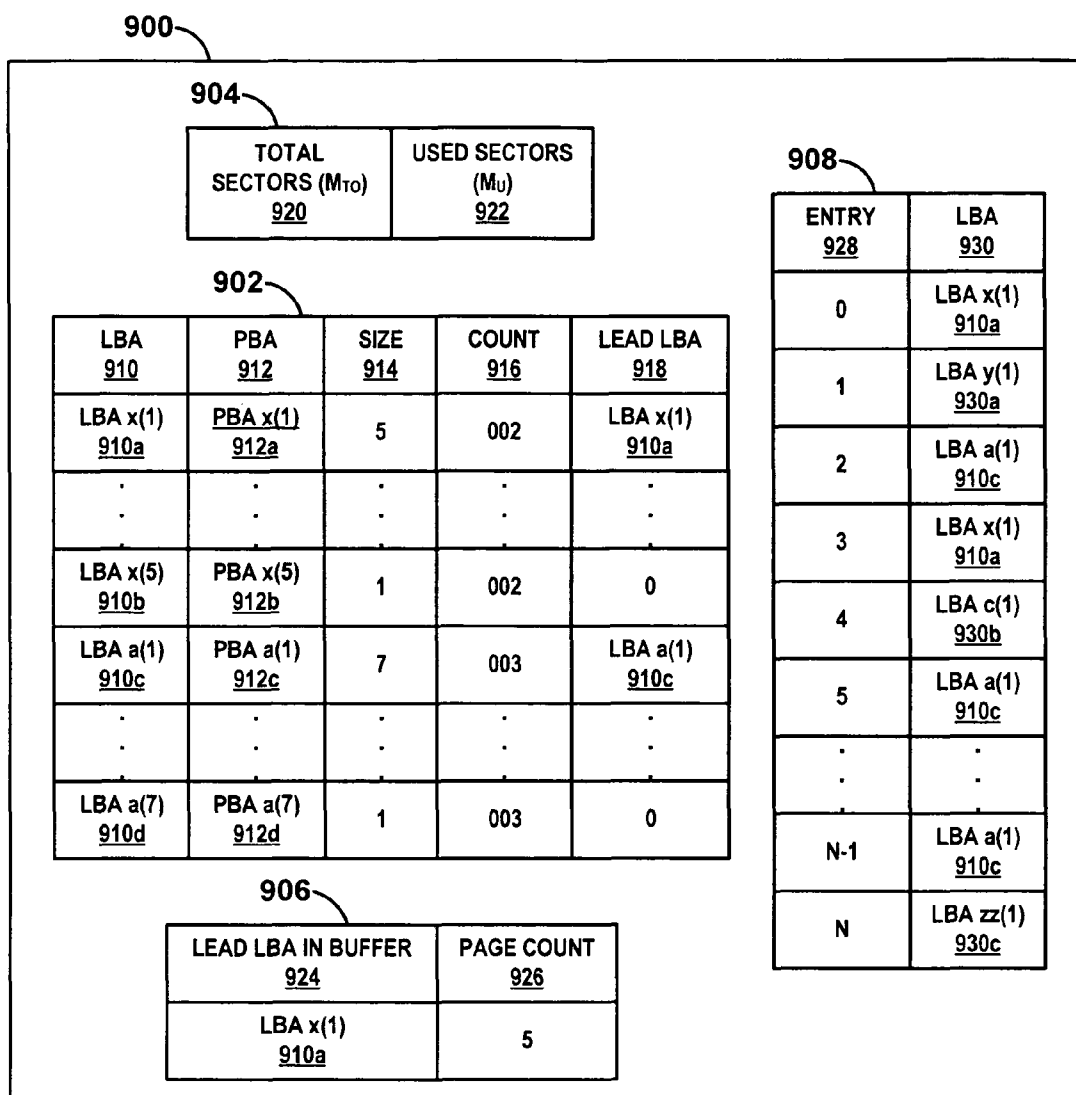 900
904
TOTAL SECTORS (MTO) 920
USED SECTORS (MU) 922
902
LBA 910 PBA 912 SIZE 914 COUNT 916 LEAD LBA 918
LBA x(1) 910a PBA x(1) 912a 5 002 LBA x(1) 910a
LBA x(5) 910b PBA x(5) 912b 1 002 0
LBA a(1) 910c PBA a(1) 912c 7 003 LBA a(1) 910c
LBA a(7) 910d PBA a(7) 912d 1 003 0
906
LEAD LBA IN BUFFER 924 PAGE COUNT 926
LBA x(1) 910a 5
908
ENTRY 928 LBA 930
0 LBA x(1) 910a
1 LBA y(1) 930a
2 LBA a(1) 910c
3 LBA x(1) 910a
4 LBA c(1) 930b
5 LBA a(1) 910c
N-1 LBA a(1) 910c
N LBA zz(1) 930c